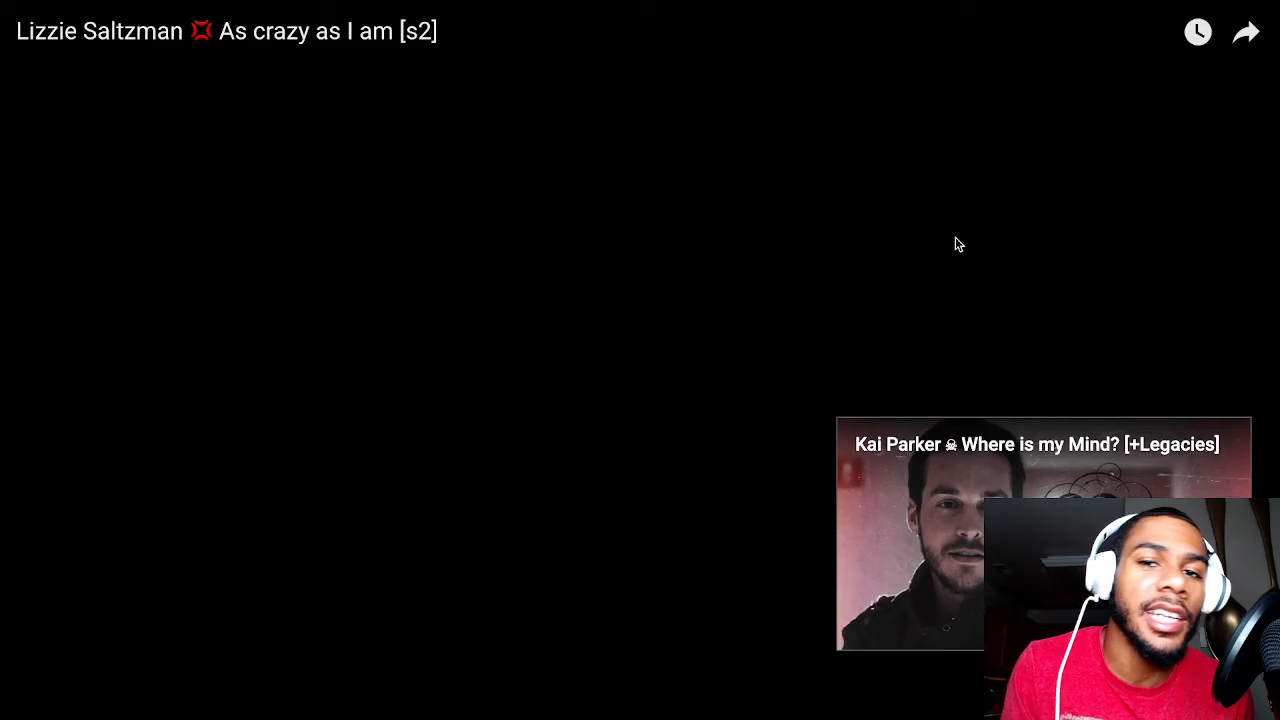 Lizzie Saltzman 💢 As crazy as I am [s2]
Kai Parker ☠ Where is my Mind? [+Legacies]